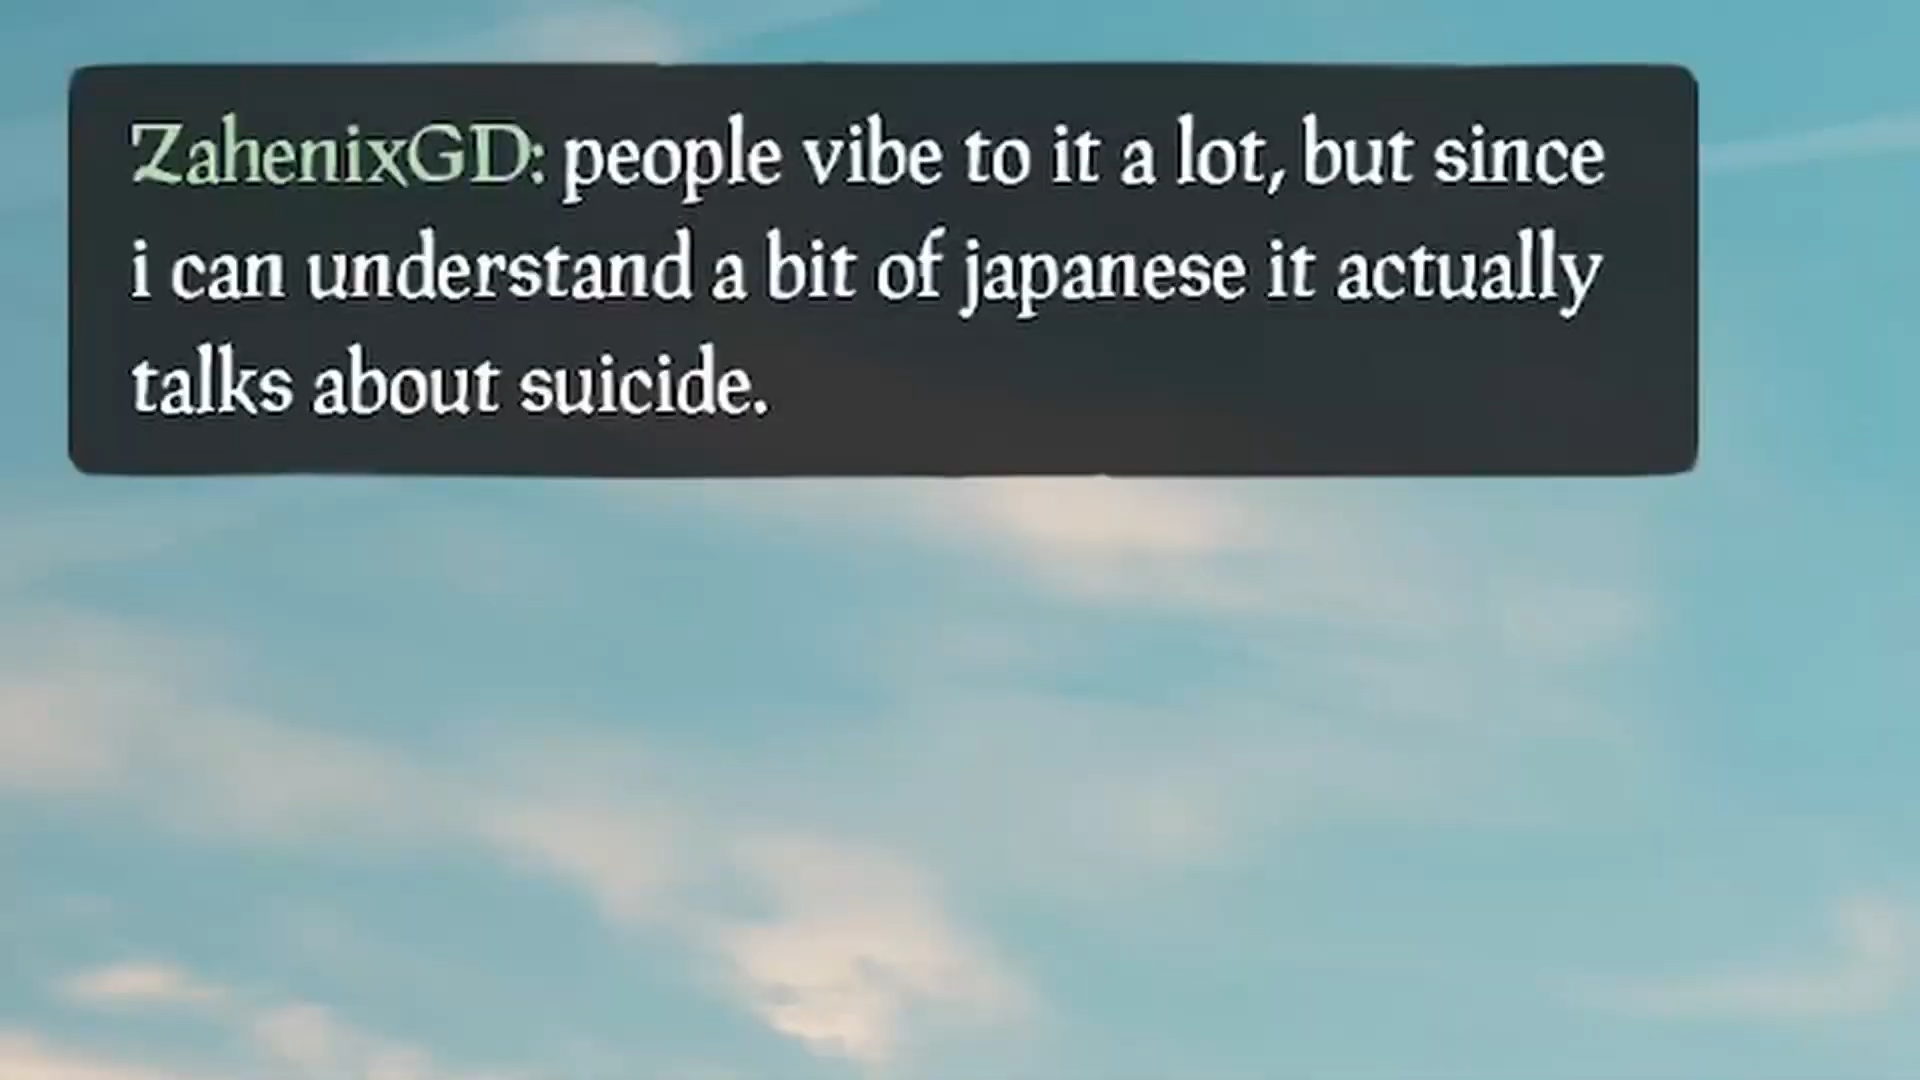 ZahenixGD: people vibe to it a lot, but since
i can understand a bit of japanese it actually
talks about suicide.